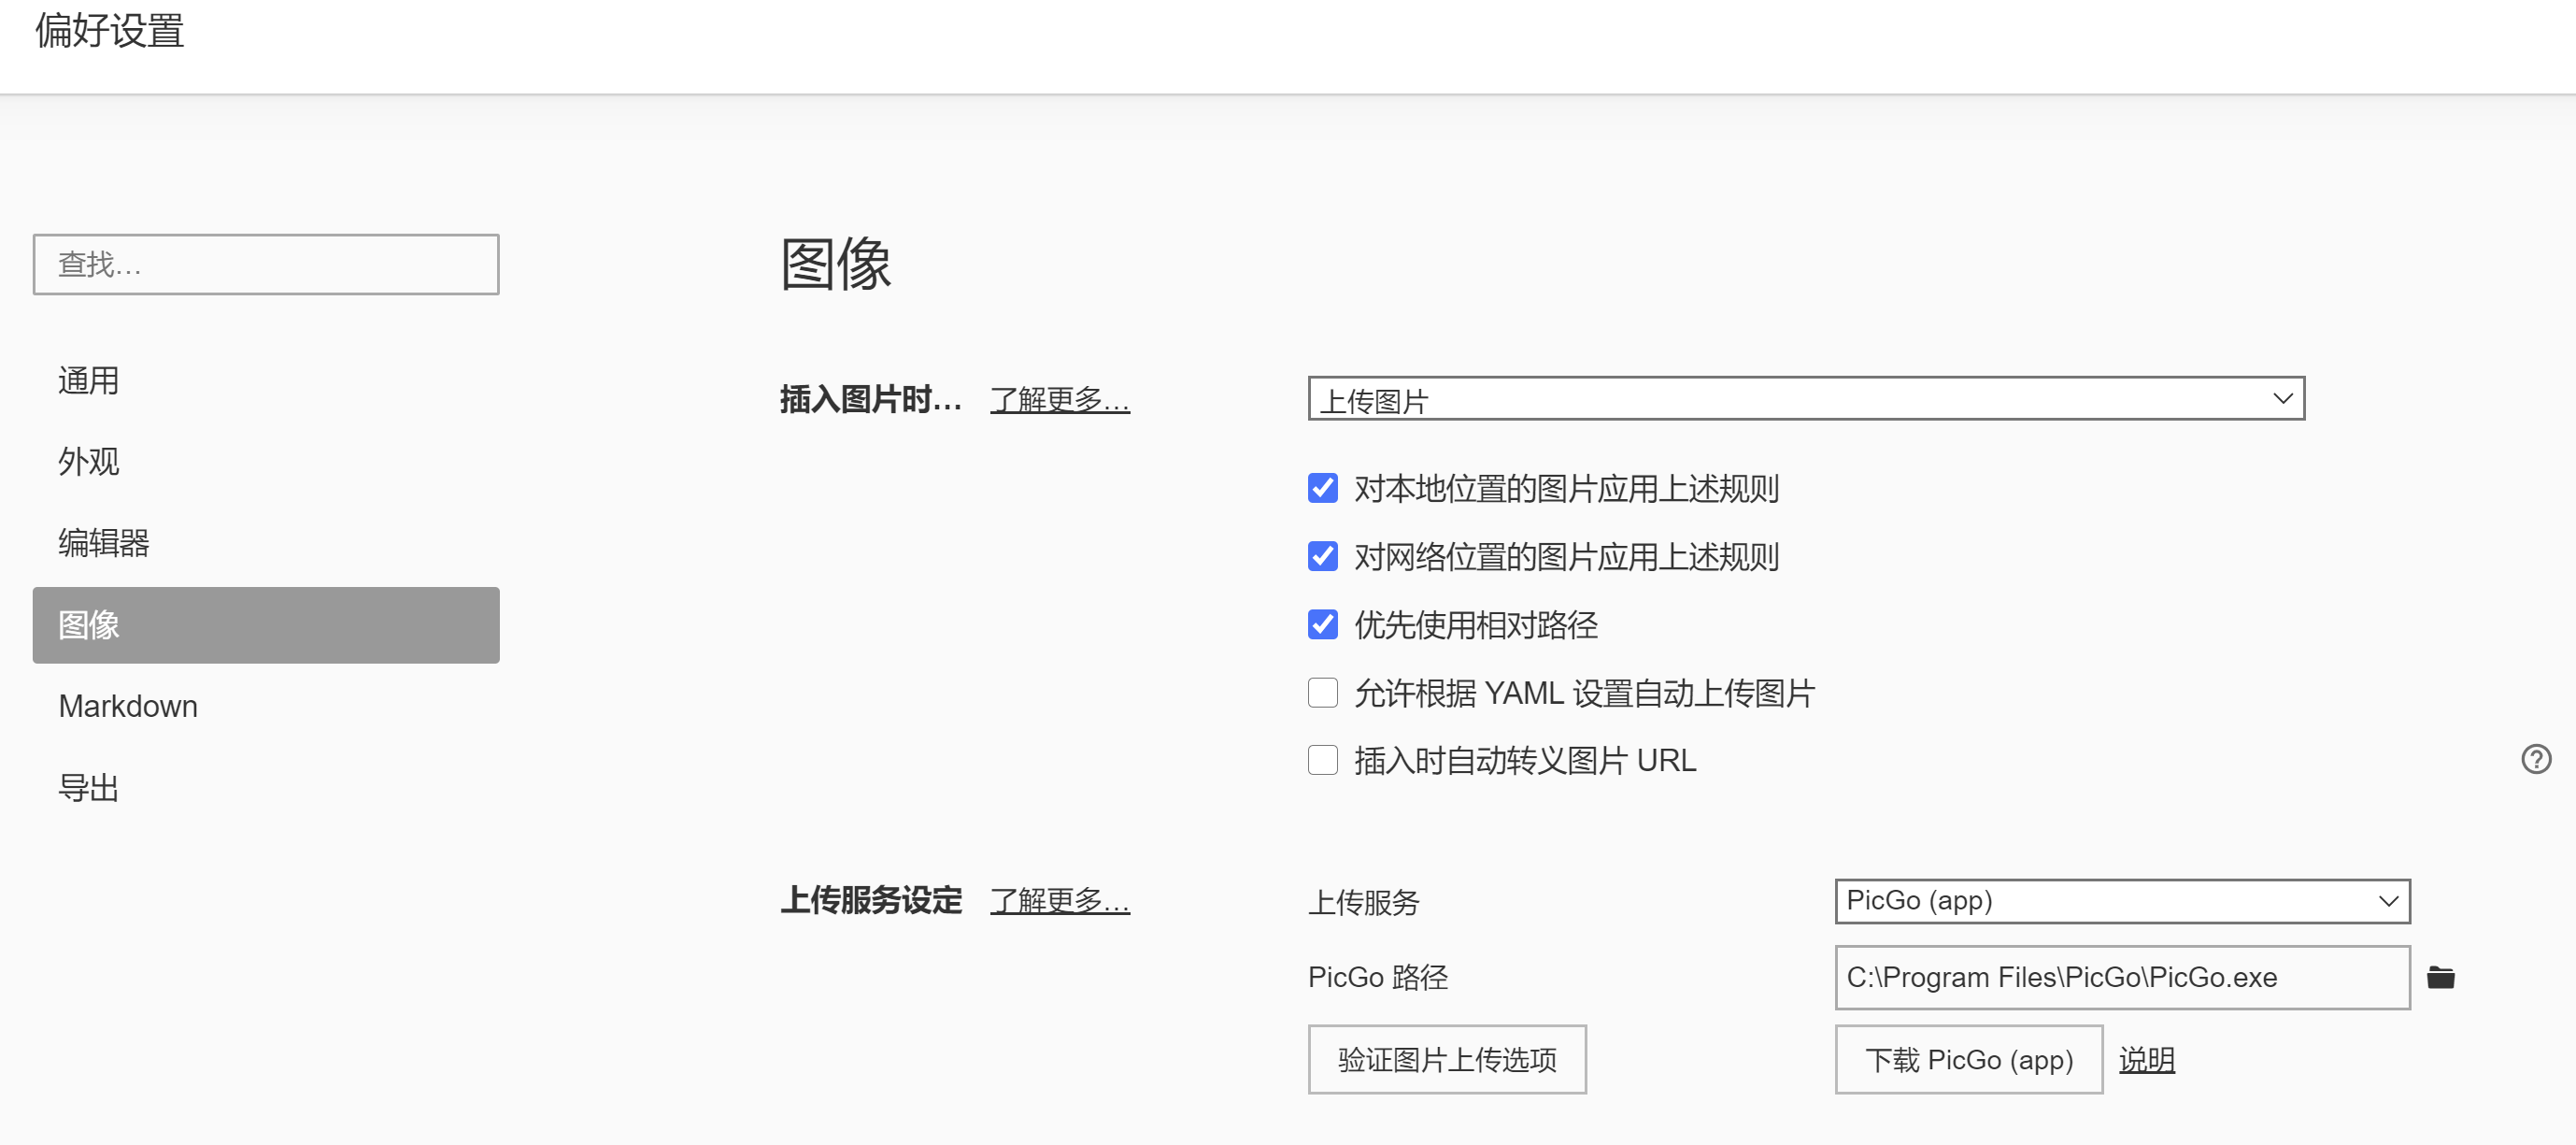 偏好设置
查找…
通用
外观
编辑器
图像
Markdown
导出
图像
插入图片时… 了解更多…
上传图片
对本地位置的图片应用上述规则
对网络位置的图片应用上述规则
优先使用相对路径
允许根据 YAML 设置自动上传图片
插入时自动转义图片 URL
上传服务设定 了解更多…
上传服务 PicGo (app)
PicGo 路径 C:\Program Files\PicGo\PicGo.exe
验证图片上传选项 下载 PicGo (app) 说明